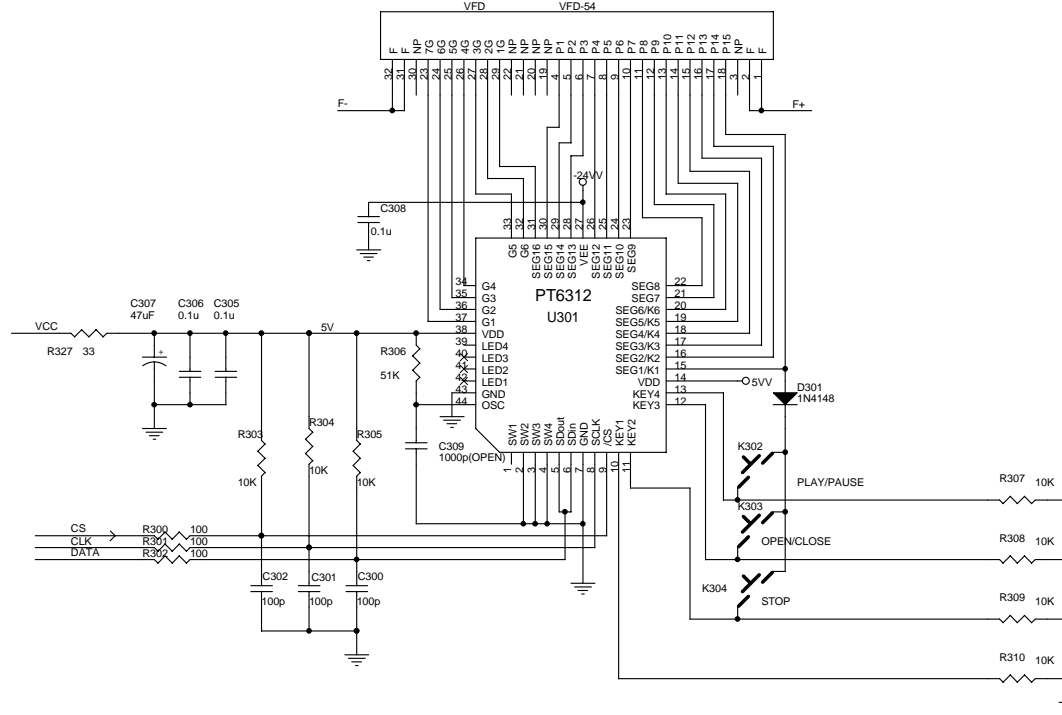 VFD VFD-54
F F NP 7G 6G 5G 4G 3G 2G 1G NP NP NP NP P1 P2 P3 P4 P5 P6 P7 P8 P9 P10 P11 P12 P13 P14 P15 NP F F
32 31 30 23 24 25 26 27 28 29 22 21 20 19 4 5 6 7 8 9 10 11 12 13 14 15 16 17 18 3 2 1
F- F+
-24VV
C308
0.1u
33 32 31 30 29 28 27 26 25 24 23
G5 G6 SEG16 SEG15 SEG14 SEG13 VEE SEG12 SEG11 SEG10 SEG9
PT6312
U301
34 G4
35 G3
36 G2
37 G1
38 VDD
39 LED4
40 LED3
41 LED2
42 LED1
43 GND
44 OSC
SEG8 22
SEG7 21
SEG6/K6 20
SEG5/K5 19
SEG4/K4 18
SEG3/K3 17
SEG2/K2 16
SEG1/K1 15
VDD 14
KEY4 13
KEY3 12
SW1 SW2 SW3 SW4 SDout SDin GND SCLK /CS KEY1 KEY2
1 2 3 4 5 6 7 8 9 10 11
VCC
R327 33
C307
47uF
+
C306
0.1u
C305
0.1u
5V
R306
51K
C309
1000p(OPEN)
5VV
D301
1N4148
R303
10K
R304
10K
R305
10K
K302
PLAY/PAUSE
K303
OPEN/CLOSE
K304
STOP
R307 10K
R308 10K
R309 10K
R310 10K
CS R300 100
CLK R301 100
DATA R302 100
C302
100p
C301
100p
C300
100p